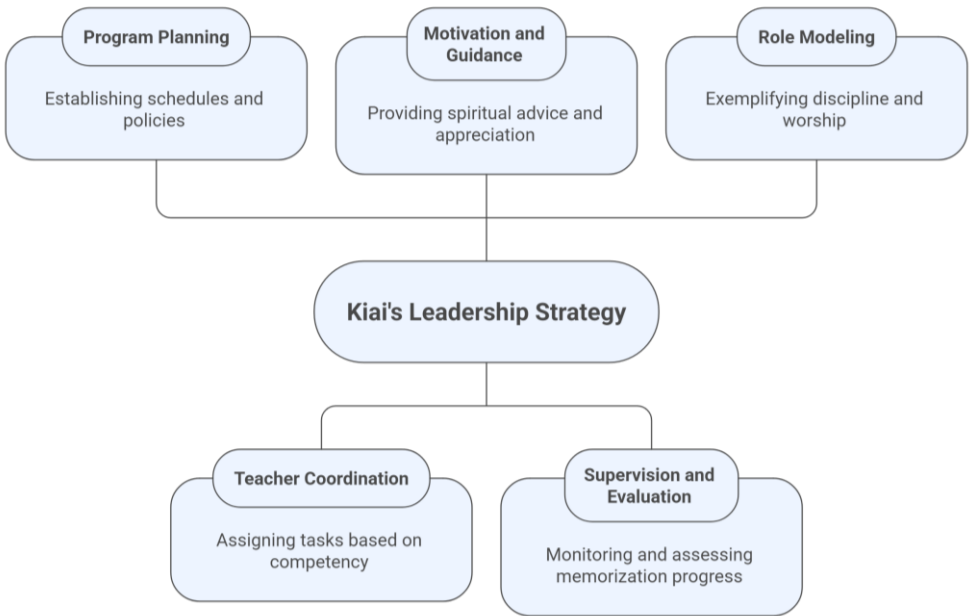 Program Planning
Establishing schedules and
policies
Motivation and
Guidance
Providing spiritual advice and
appreciation
Role Modeling
Exemplifying discipline and
worship
Kiai's Leadership Strategy
Teacher Coordination
Assigning tasks based on
competency
Supervision and
Evaluation
Monitoring and assessing
memorization progress